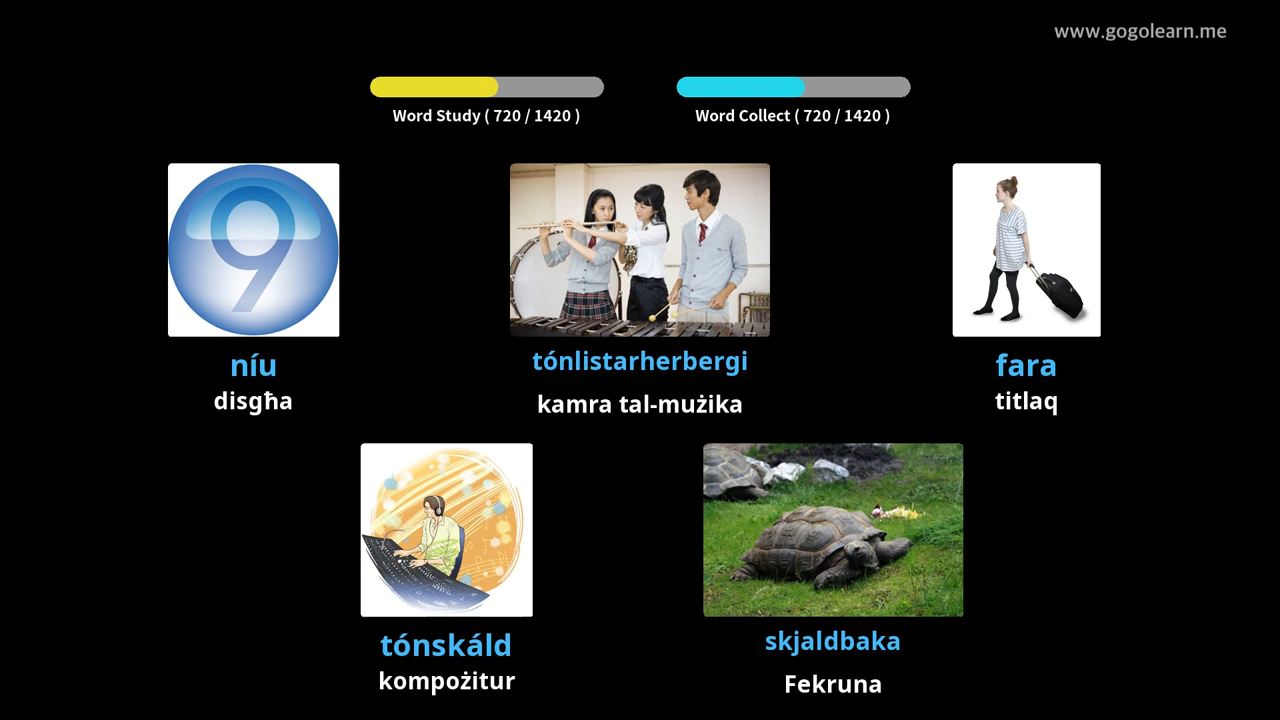 www.gogolearn.me
Word Study ( 720 / 1420 )
Word Collect ( 720 / 1420 )
9
níu
disgħa
tónlistarherbergi
kamra tal-mużika
fara
titlaq
tónskáld
kompożitur
skjaldbaka
Fekruna